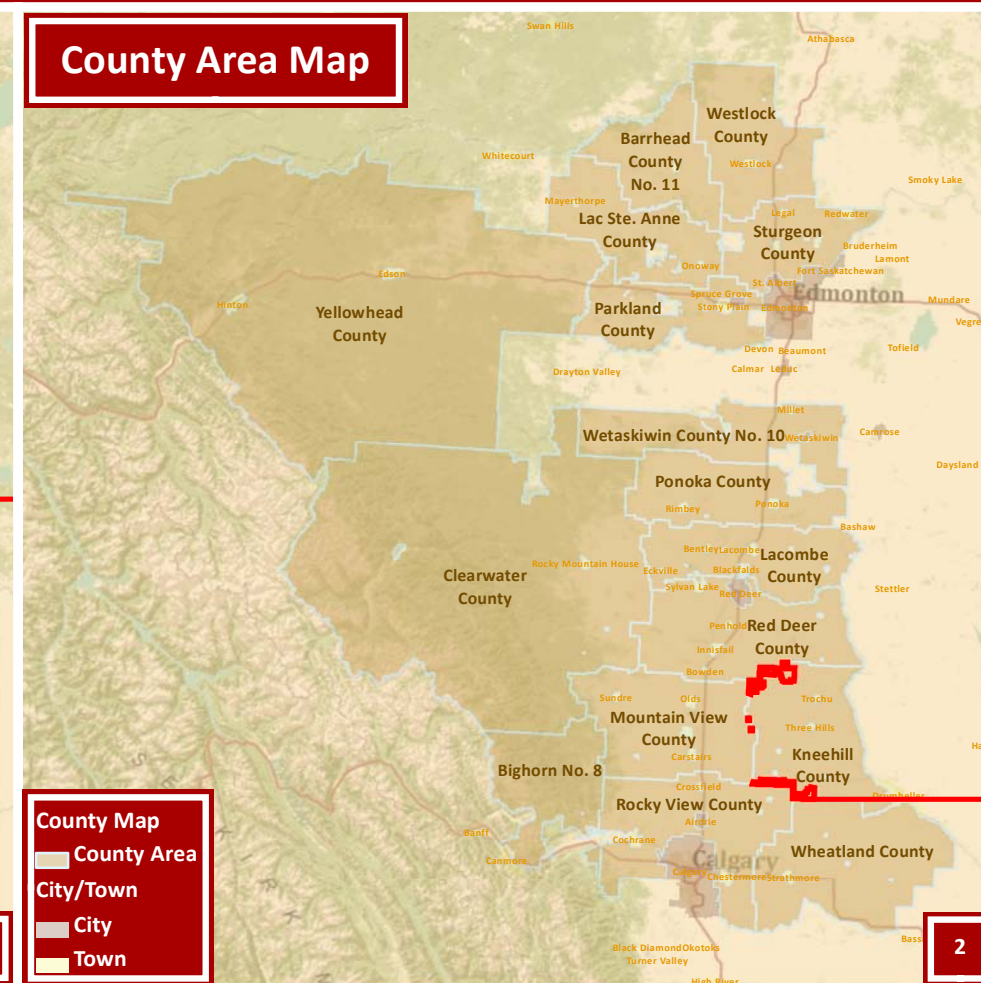 County Area Map
Swan Hills
Athabasca
Westlock
County
Barrhead
County
No. 11
Westlock
Whitecourt
Smoky Lake
Mayerthorpe
Lac Ste. Anne
County
Legal
Redwater
Sturgeon
County
Bruderheim
Lamont
Onoway
Fort Saskatchewan
St. Albert
Edson
Hinton
Yellowhead
County
Spruce Grove
Stony Plain
Edmonton
Edmonton
Parkland
County
Mundare
Devon
Beaumont
Tofield
Drayton Valley
Calmar
Leduc
Millet
Wetaskiwin County No. 10
Wetaskiwin
Camrose
Daysland
Ponoka County
Rimbey
Ponoka
Bashaw
Bentley
Lacombe
Lacombe
County
Rocky Mountain House
Eckville
Blackfalds
Clearwater
County
Sylvan Lake
Red Deer
Stettler
Penhold
Red Deer
County
Innisfail
Bowden
Sundre
Olds
Trochu
Mountain View
County
Three Hills
Carstairs
Kneehill
County
Bighorn No. 8
Crossfield
Drumheller
Rocky View County
Airdrie
Banff
Cochrane
Canmore
Calgary
Calgary
Wheatland County
Chestermere
Strathmore
Black Diamond
Okotoks
Turner Valley
High River
County Map
County Area
City/Town
City
Town
2